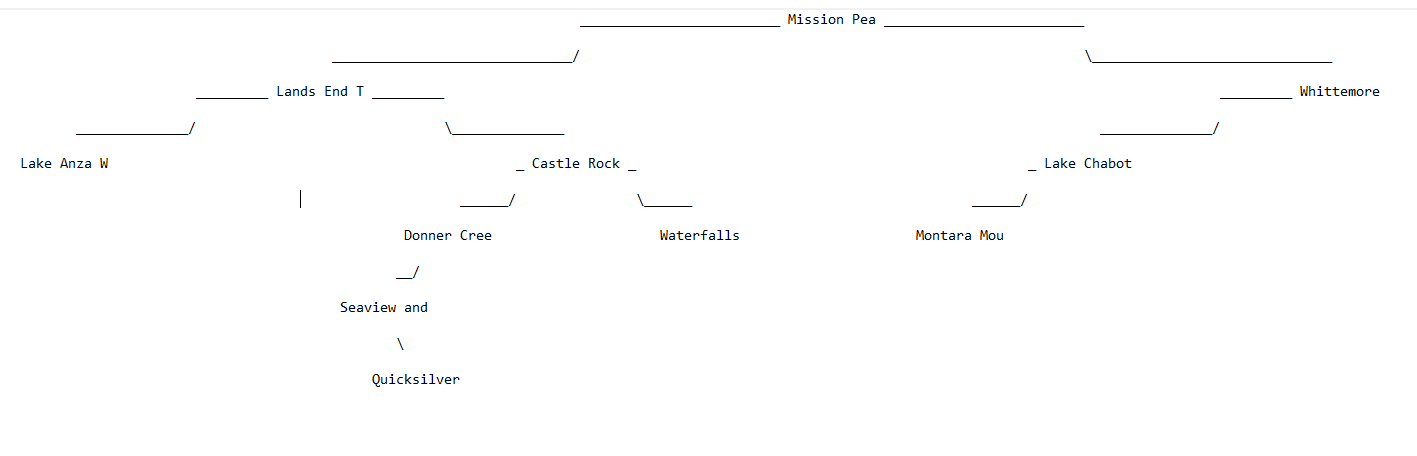 Mission Pea
Lands End T Whittemore
Lake Anza W Castle Rock Lake Chabot
Donner Cree Waterfalls Montara Mou
Seaview and
Quicksilver